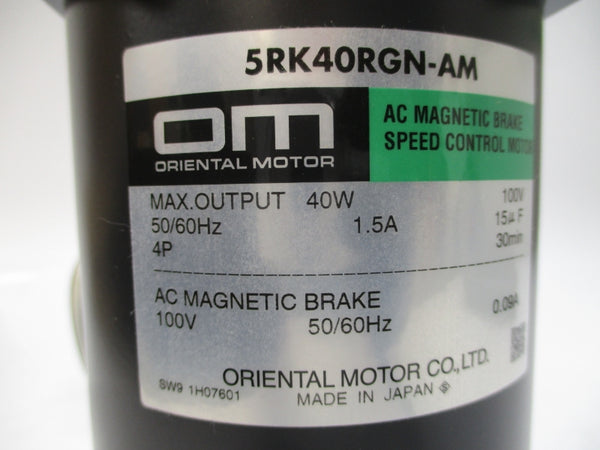 5RK40RGN-AM
OM
ORIENTAL MOTOR
AC MAGNETIC BRAKE
SPEED CONTROL MOTOR
MAX.OUTPUT 40W 100V
50/60Hz 1.5A 15μF
4P 30min
AC MAGNETIC BRAKE 0.09A
100V 50/60Hz
ORIENTAL MOTOR CO.,LTD.
SW9 1H07601 MADE IN JAPAN